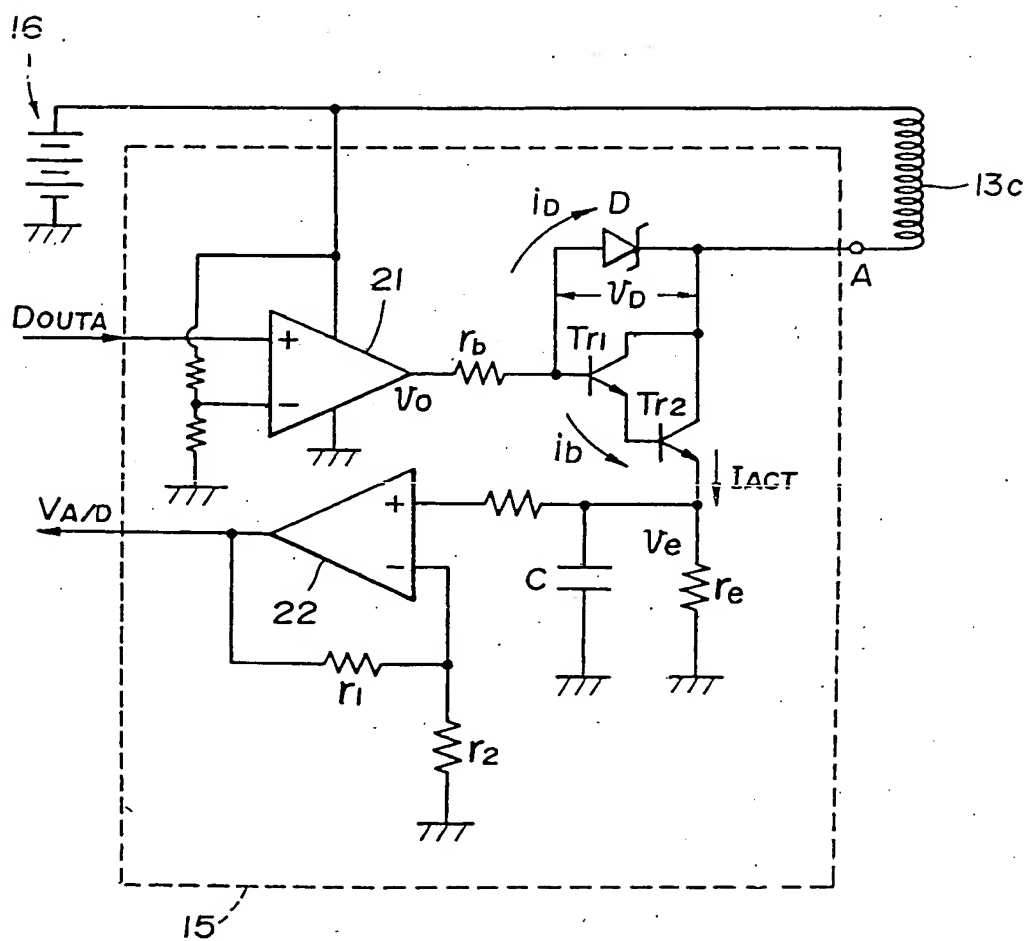 16
13c
iD
D
A
VD
21
DOUTA
+
rb
Tr1
−
Vo
Tr2
ib
IACT
VA/D
+
Ve
−
C
re
22
r1
r2
15